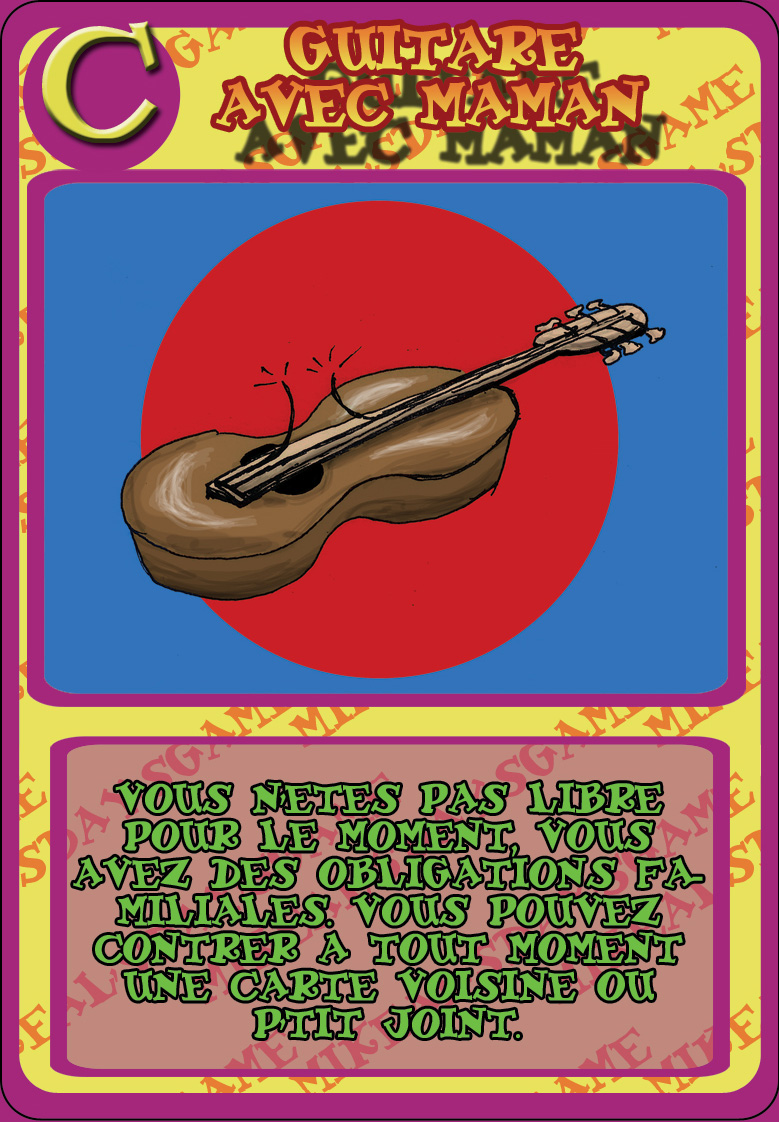 C
GUITARE
AVEC MAMAN
VOUS NETES PAS LIBRE
POUR LE MOMENT, VOUS
AVEZ DES OBLIGATIONS FA-
MILIALES. VOUS POUVEZ
CONTRER A TOUT MOMENT
UNE CARTE VOISINE OU
P'TIT JOINT.